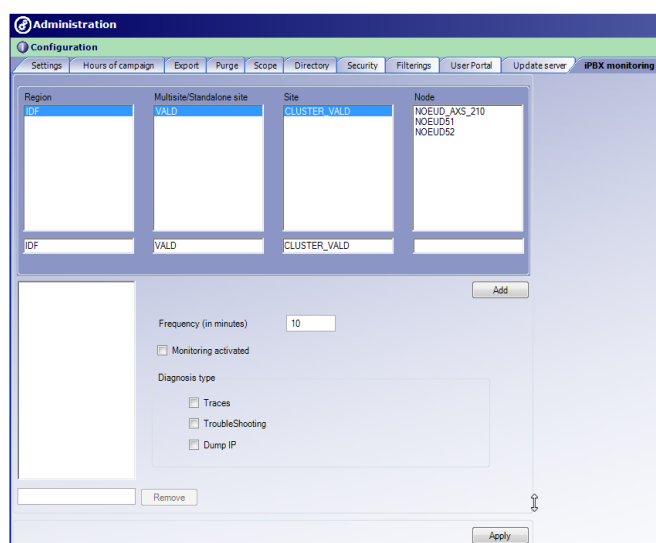 Administration
Configuration
Settings Hours of campaign Export Purge Scope Directory Security Filterings User Portal Update server iPBX monitoring
Region Multisite/Standalone site Site Node
IDF VALD CLUSTER_VALD NOEUD_AXS_210
NOEUD51
NOEUD52
IDF VALD CLUSTER_VALD
Add
Frequency (in minutes) 10
Monitoring activated
Diagnosis type
Traces
TroubleShooting
Dump IP
Remove
Apply